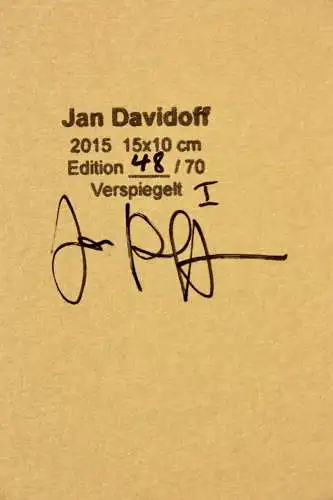 Jan Davidoff
2015 15x10 cm
Edition 48 / 70
Verspiegelt I